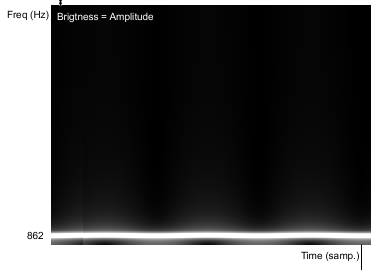 Freq (Hz)
Brigtness = Amplitude
862
Time (samp.)